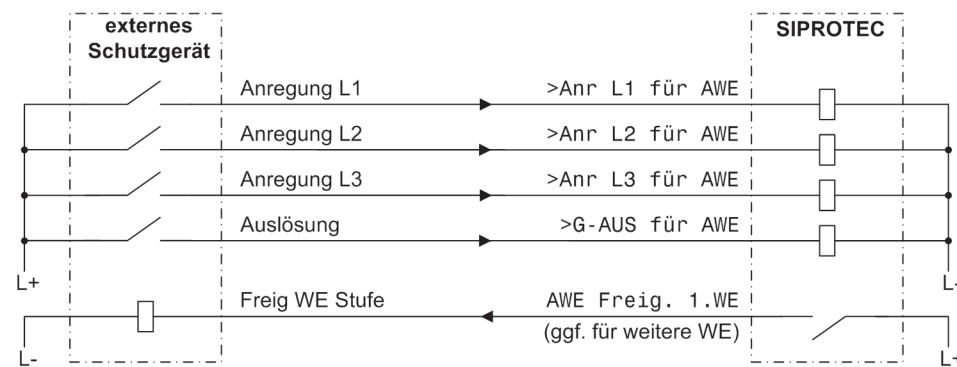 externes
Schutzgerät
SIPROTEC
Anregung L1
>Anr L1 für AWE
Anregung L2
>Anr L2 für AWE
Anregung L3
>Anr L3 für AWE
Auslösung
>G-AUS für AWE
L+
L-
Freig WE Stufe
AWE Freig. 1.WE
(ggf. für weitere WE)
L-
L+